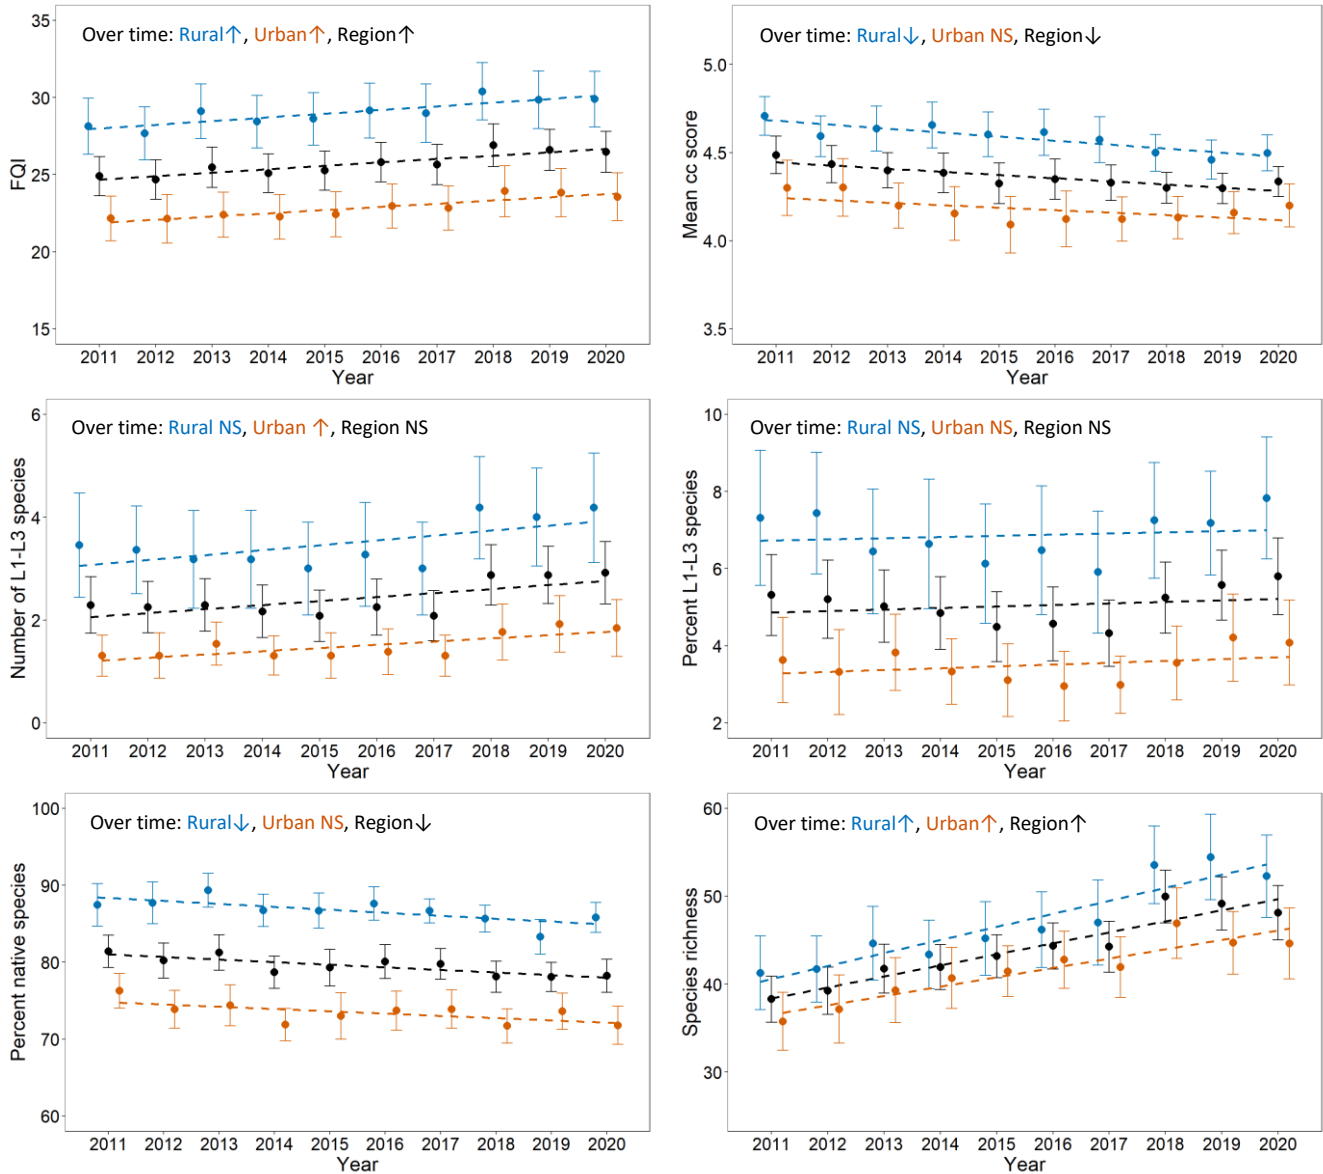 Over time: Rural↑, Urban↑, Region↑
FQI
35
30
25
20
15
2011 2012 2013 2014 2015 2016 2017 2018 2019 2020
Year
Over time: Rural↓, Urban NS, Region↓
Mean cc score
5.0
4.5
4.0
3.5
2011 2012 2013 2014 2015 2016 2017 2018 2019 2020
Year
Over time: Rural NS, Urban ↑, Region NS
Number of L1-L3 species
6
4
2
0
2011 2012 2013 2014 2015 2016 2017 2018 2019 2020
Year
Over time: Rural NS, Urban NS, Region NS
Percent L1-L3 species
10
8
6
4
2
2011 2012 2013 2014 2015 2016 2017 2018 2019 2020
Year
Over time: Rural↓, Urban NS, Region↓
Percent native species
100
90
80
70
60
2011 2012 2013 2014 2015 2016 2017 2018 2019 2020
Year
Over time: Rural↑, Urban↑, Region↑
Species richness
60
50
40
30
2011 2012 2013 2014 2015 2016 2017 2018 2019 2020
Year